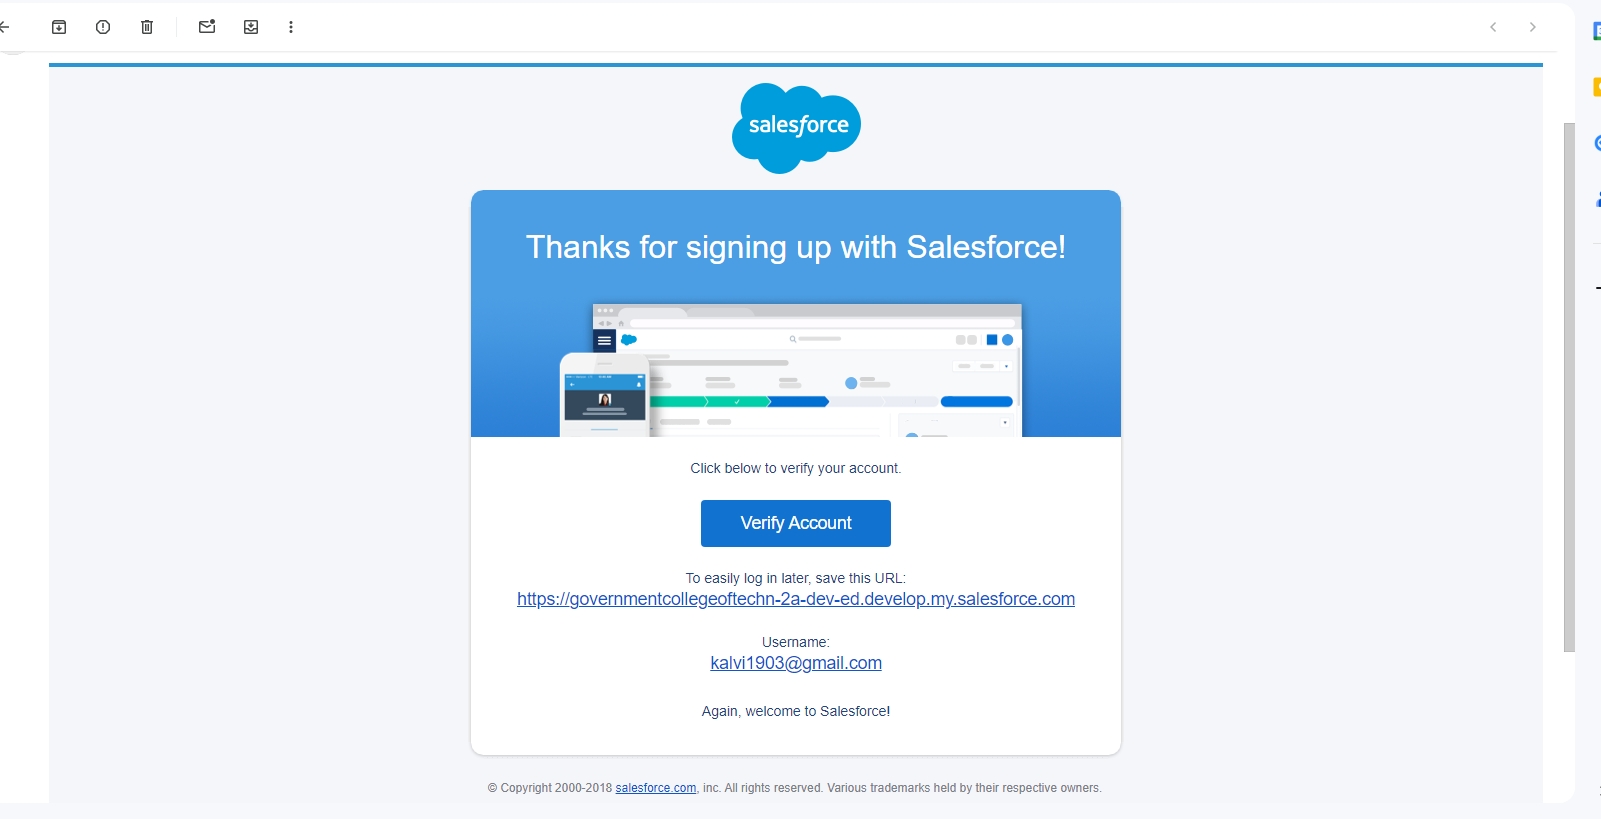 salesforce
Thanks for signing up with Salesforce!
Click below to verify your account.
Verify Account
To easily log in later, save this URL:
https://governmentcollegeoftechn-2a-dev-ed.develop.my.salesforce.com
Username:
kalvi1903@gmail.com
Again, welcome to Salesforce!
© Copyright 2000-2018 salesforce.com, inc. All rights reserved. Various trademarks held by their respective owners.